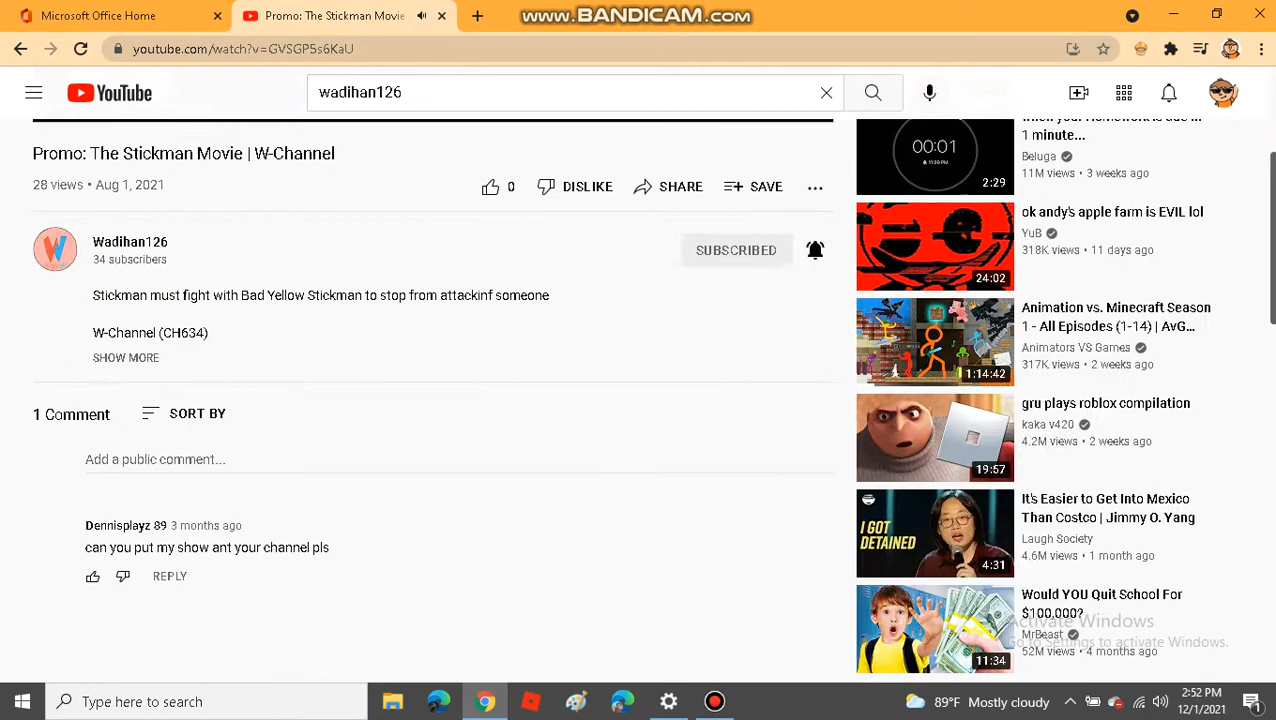 Microsoft Office Home
Promo: The Stickman Movie
WWW.BANDICAM.COM
youtube.com/watch?v=GVSGP5s6KaU
YouTube
wadihan126
Promo: The Stickman Movie | W-Channel
28 views • Aug 1, 2021
0
DISLIKE
SHARE
SAVE
Wadihan126
34 subscribers
SUBSCRIBED
Stickman must fight with Bad Yellow Stickman to stop from attackinf someone
W-Channel (CHS34)
SHOW MORE
1 Comment
SORT BY
Add a public comment...
Dennisplayz 89 3 months ago
can you put my show ant your channel pls
REPLY
00:01
2:29
when your homework is due in
1 minute...
Beluga
11M views • 3 weeks ago
24:02
ok andy's apple farm is EVIL lol
YuB
318K views • 11 days ago
1:14:42
Animation vs. Minecraft Season
1 - All Episodes (1-14) | AvG...
Animators VS Games
317K views • 2 weeks ago
19:57
gru plays roblox compilation
kaka v420
4.2M views • 2 weeks ago
I GOT
DETAINED
4:31
It's Easier to Get Into Mexico
Than Costco | Jimmy O. Yang
Laugh Society
4.6M views • 1 month ago
11:34
Would YOU Quit School For
$100,000?
MrBeast
52M views • 4 months ago
Activate Windows
Go to Settings to activate Windows.
Type here to search
89°F Mostly cloudy
2:52 PM
12/1/2021
1